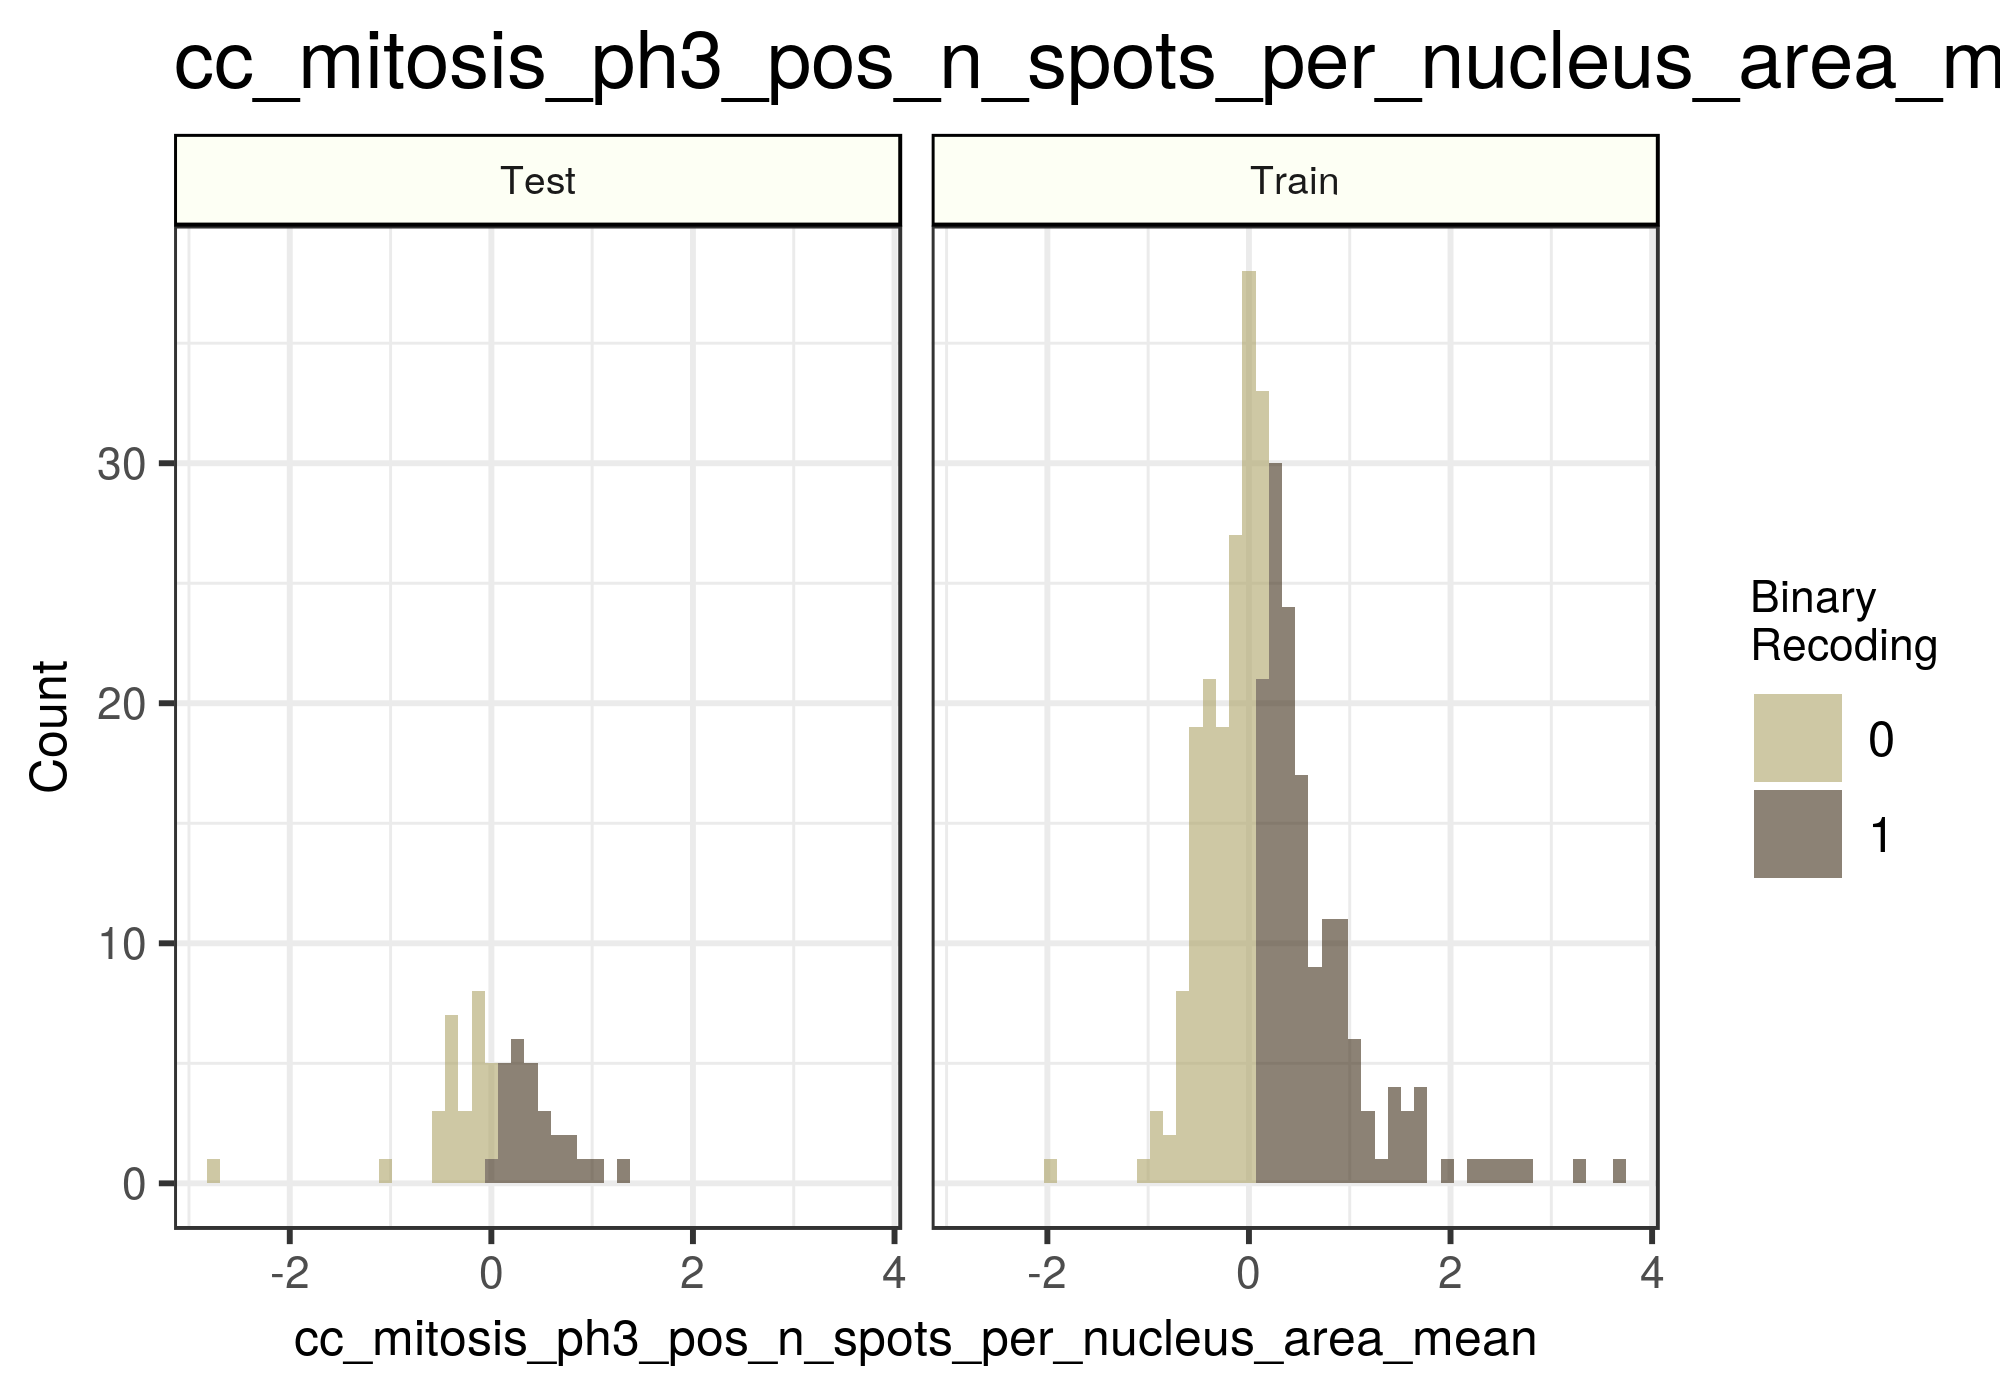 cc_mitosis_ph3_pos_n_spots_per_nucleus_area_m
Test
Train
Count
30
20
10
0
-2
0
2
4
-2
0
2
4
cc_mitosis_ph3_pos_n_spots_per_nucleus_area_mean
Binary
Recoding
0
1